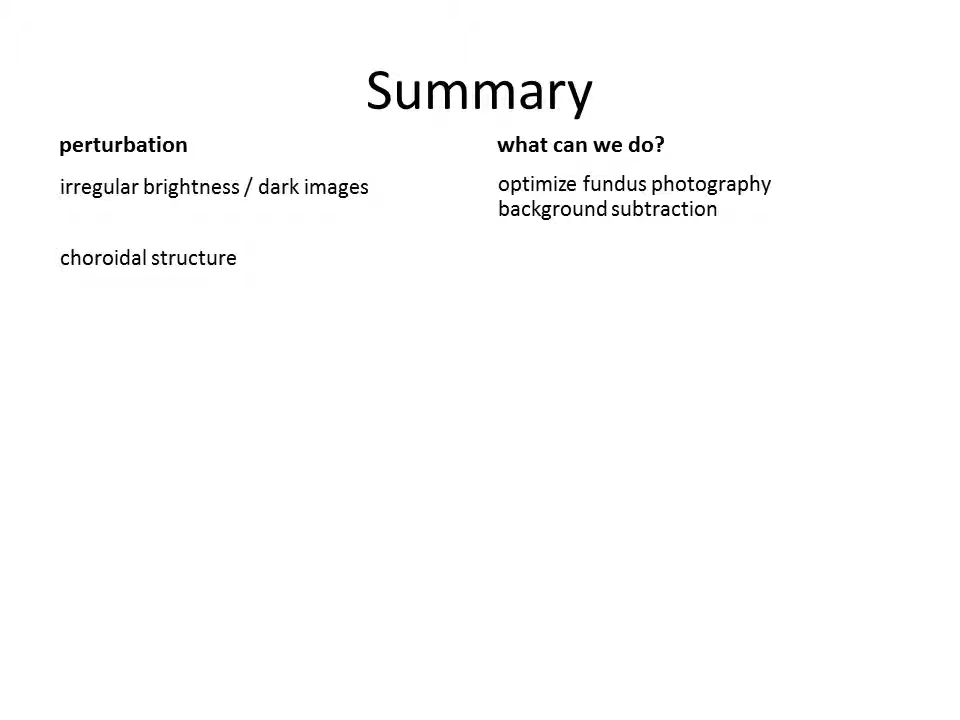 Summary
perturbation
what can we do?
irregular brightness / dark images
optimize fundus photography
background subtraction
choroidal structure